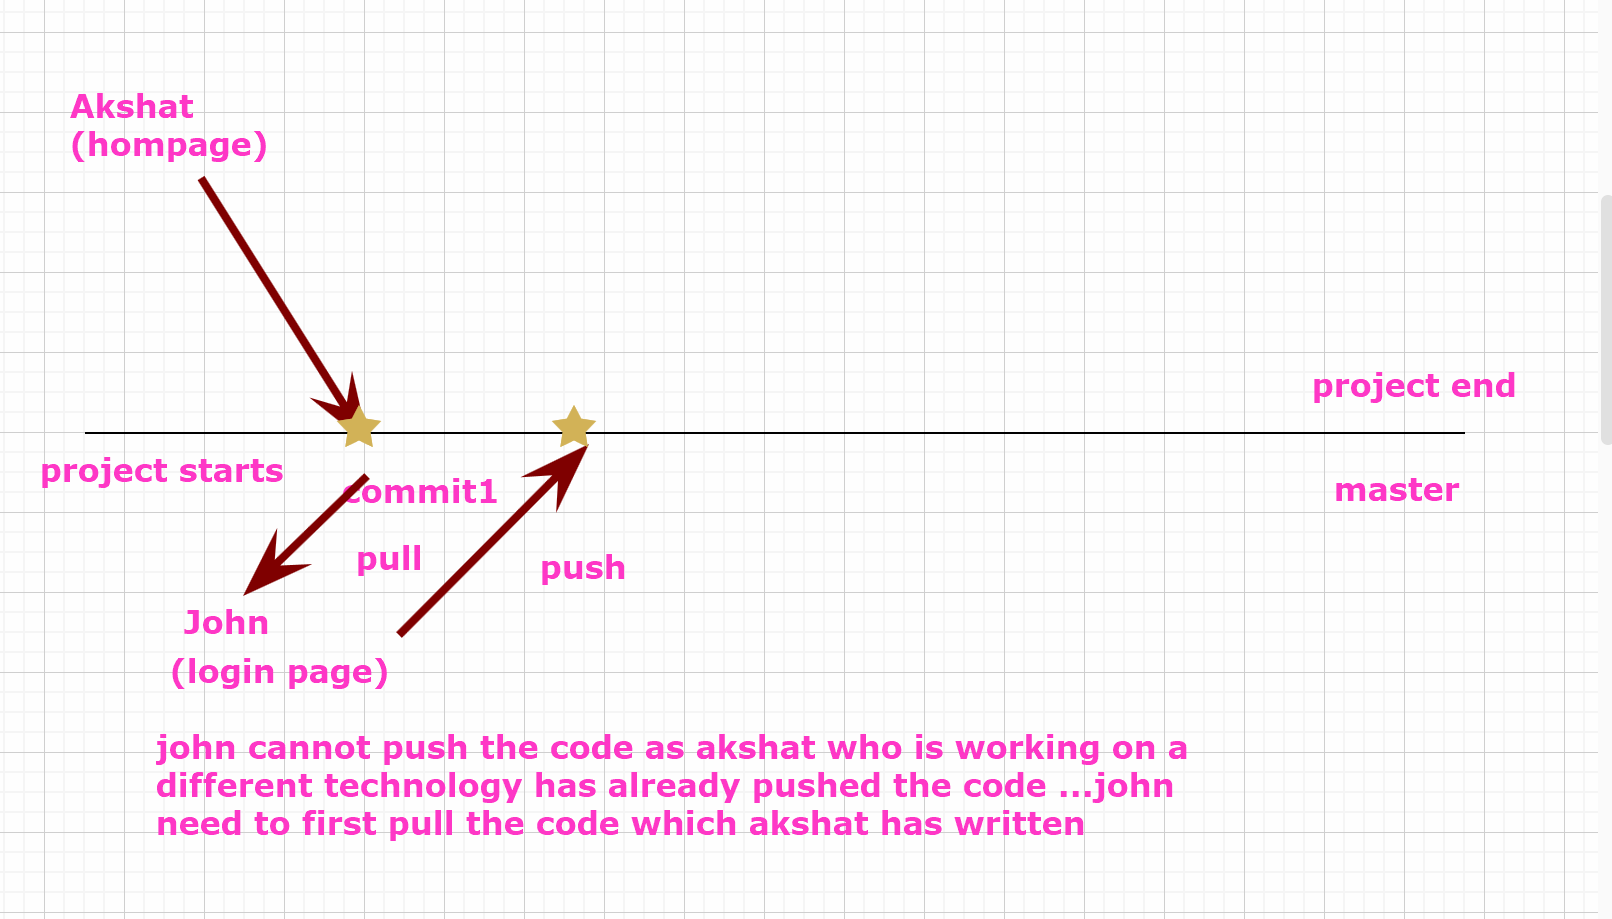 Akshat
(hompage)
project end
project starts
commit1
master
pull
push
John
(login page)
john cannot push the code as akshat who is working on a
different technology has already pushed the code ...john
need to first pull the code which akshat has written